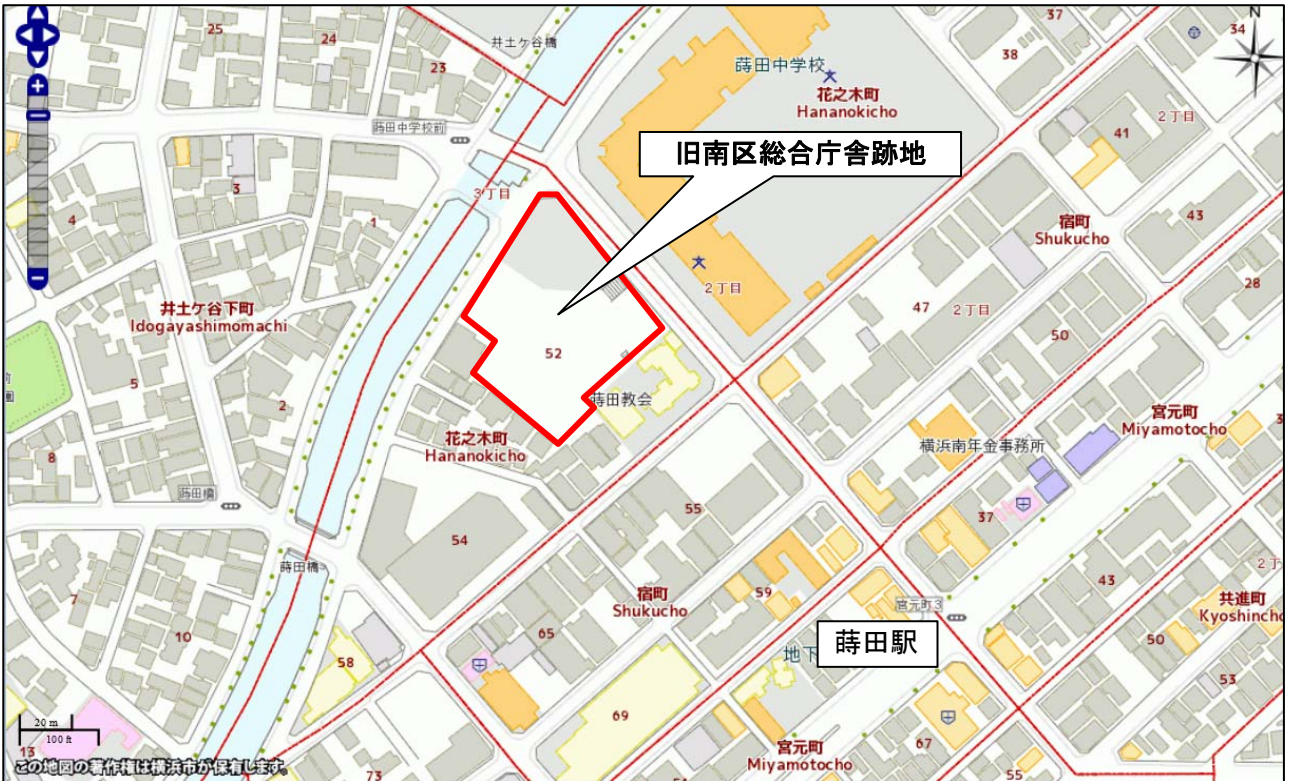 25
24
23
井土ケ谷橋
蒔田中学校
花之木町
Hananokicho
37
38
34
N
蒔田中学校前
旧南区総合庁舎跡地
41
2丁目
3
4
1
3丁目
宿町
Shukucho
43
井土ケ谷下町
Idogayashimomachi
2丁目
47
2丁目
28
50
52
5
2
蒔田教会
宮元町
Miyamotocho
花之木町
Hananokicho
横浜南年金事務所
8
蒔田橋
55
37
54
蒔田橋
宿町
Shukucho
59
宮元町3
43
共進町
Kyoshincho
7
10
65
地下
蒔田駅
50
58
53
69
20 m
100 ft
13
宮元町
Miyamotocho
67
73
55
この地図の著作権は横浜市が保有します。